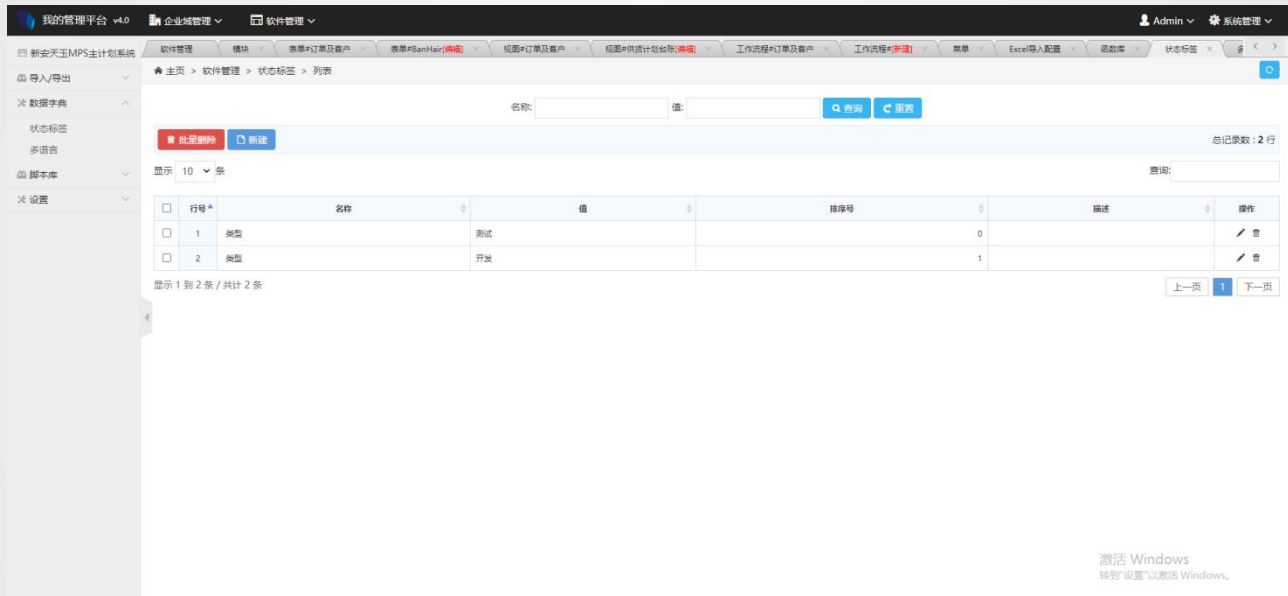 我的管理平台 v4.0 企业域管理 软件管理 Admin 系统管理
新安天玉MPS主计划系统
导入/导出
数据字典
状态标签
多语言
脚本库
设置
软件管理 模块 表单#订单及客户 表单#BanHair[编辑] 视图#订单及客户 视图#供货计划台账[编辑] 工作流程#订单及客户 工作流程#[新建] 菜单 Excel导入配置 函数库 状态标签
主页 > 软件管理 > 状态标签 > 列表
名称: 值: 查询 重置
批量删除 新建 总记录数:2 行
显示 10 条 查询:
行号 名称 值 排序号 描述 操作
1 类型 测试 0
2 类型 开发 1
显示 1 到 2 条 / 共计 2 条 上一页 1 下一页
激活 Windows
转到"设置"以激活 Windows。